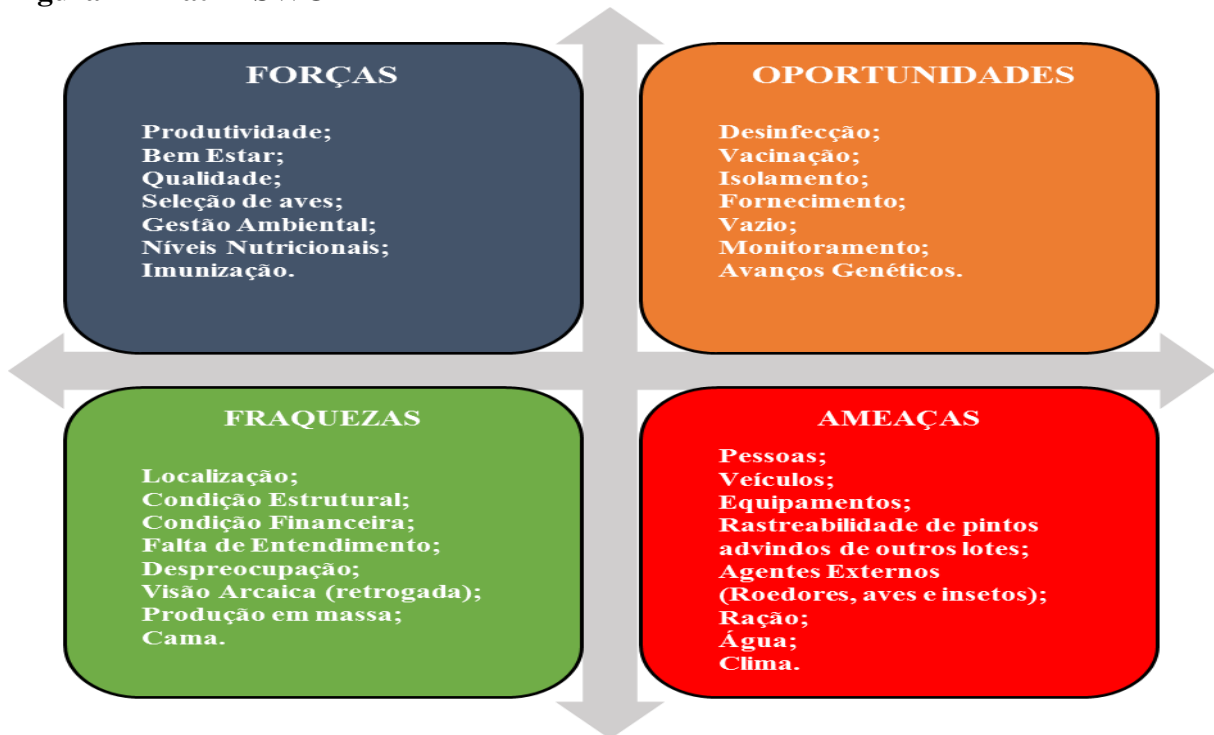 FORÇAS
Produtividade;
Bem Estar;
Qualidade;
Seleção de aves;
Gestão Ambiental;
Níveis Nutricionais;
Imunização.
OPORTUNIDADES
Desinfecção;
Vacinação;
Isolamento;
Fornecimento;
Vazio;
Monitoramento;
Avanços Genéticos.
FRAQUEZAS
Localização;
Condição Estrutural;
Condição Financeira;
Falta de Entendimento;
Despreocupação;
Visão Arcaica (retrogada);
Produção em massa;
Cama.
AMEAÇAS
Pessoas;
Veículos;
Equipamentos;
Rastreabilidade de pintos
advindos de outros lotes;
Agentes Externos
(Roedores, aves e insetos);
Ração;
Água;
Clima.